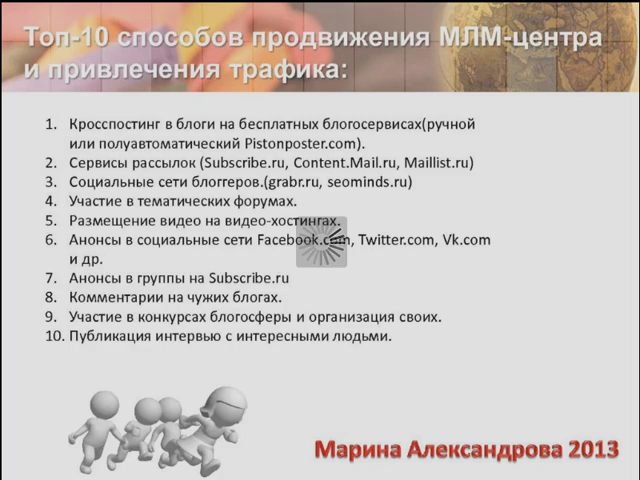 Топ-10 способов продвижения МЛМ-центра
и привлечения трафика:
1. Кросспостинг в блоги на бесплатных блогосервисах(ручной
или полуавтоматический Pistonposter.com).
2. Сервисы рассылок (Subscribe.ru, Content.Mail.ru, Maillist.ru)
3. Социальные сети блоггеров.(grabr.ru, seominds.ru)
4. Участие в тематических форумах.
5. Размещение видео на видео-хостингах.
6. Анонсы в социальные сети Facebook.com, Twitter.com, Vk.com
и др.
7. Анонсы в группы на Subscribe.ru
8. Комментарии на чужих блогах.
9. Участие в конкурсах блогосферы и организация своих.
10. Публикация интервью с интересными людьми.
Марина Александрова 2013